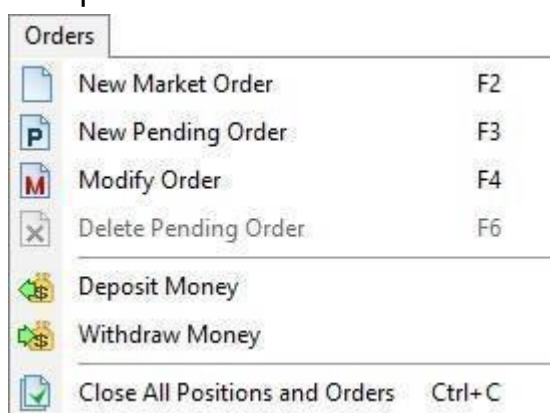 Orders
New Market Order F2
New Pending Order F3
Modify Order F4
Delete Pending Order F6
Deposit Money
Withdraw Money
Close All Positions and Orders Ctrl+C